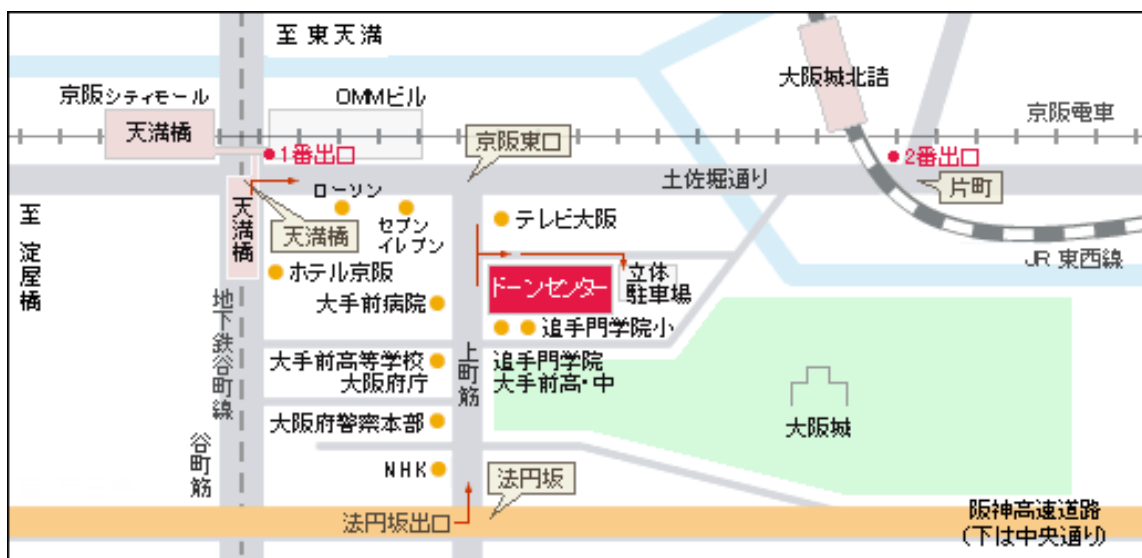 至 東天満
大阪城北詰
京阪シティモール
OMMビル
京阪電車
天満橋
京阪東口
1番出口
2番出口
土佐堀通り
片町
ローソン
至 淀屋橋
天満橋
セブン
イレブン
天満橋
テレビ大阪
JR 東西線
ホテル京阪
ドーンセンター
立体
駐車場
大手前病院
追手門学院小
地下鉄谷町線
大手前高等学校
大阪府庁
上町筋
追手門学院
大手前高・中
大阪城
大阪府警察本部
谷町筋
NHK
法円坂
法円坂出口
阪神高速道路
(下は中央通り)